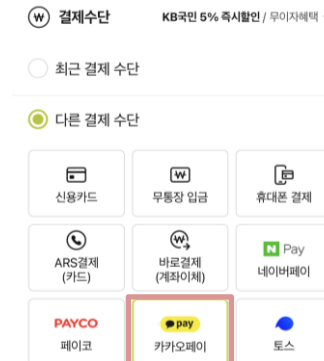 결제수단 KB국민 5% 즉시할인 / 무이자혜택
최근 결제 수단
다른 결제 수단
신용카드 무통장 입금 휴대폰 결제
ARS결제 바로결제 N Pay
(카드) (계좌이체) 네이버페이
PAYCO pay
페이코 카카오페이 토스